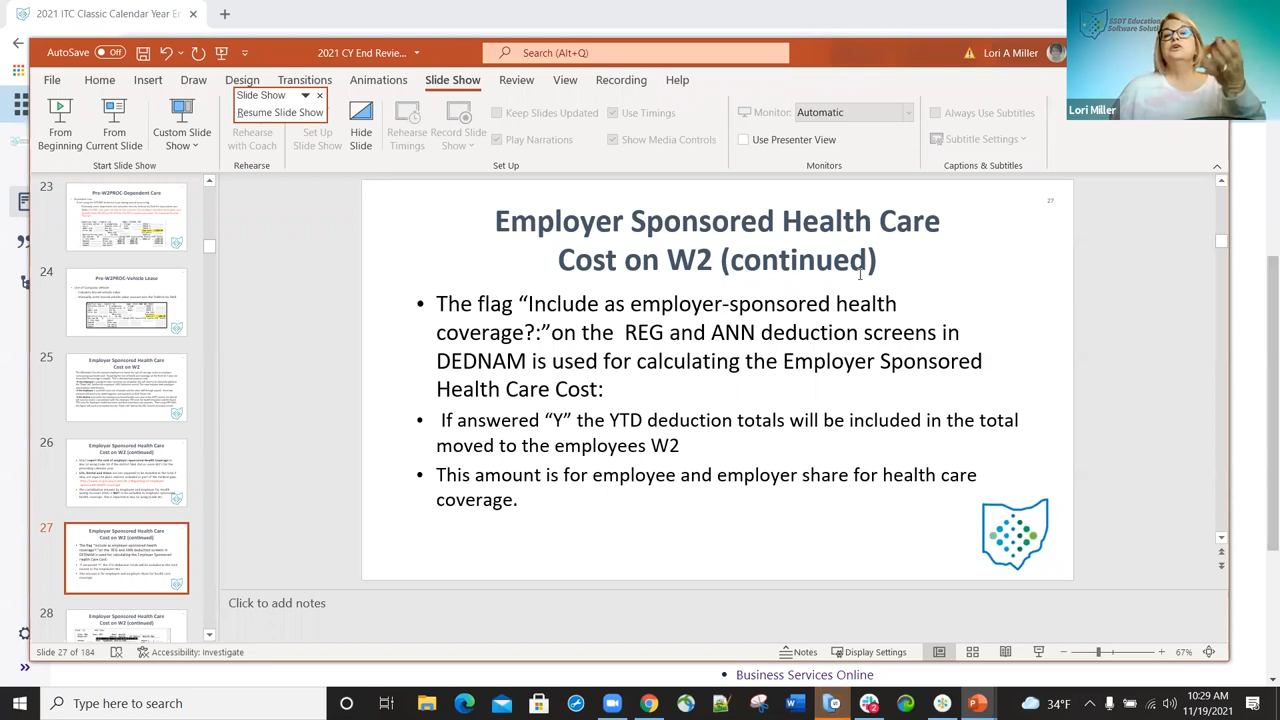 2021 ITC Classic Calendar Year En
SSDT Education
Software Solutions
AutoSave Off
2021 CY End Revie...
Search (Alt+Q)
Lori A Miller
File Home Insert Draw Design Transitions Animations Slide Show Review View Recording Help
Slide Show
Resume Slide Show
From Beginning
From Current Slide
Custom Slide Show
Rehearse with Coach
Set Up Slide Show
Hide Slide
Rehearse Timings
Record Slide Show
Keep Slides Updated
Play Narrations
Use Timings
Show Media Controls
Monitor: Automatic
Use Presenter View
Always Use Subtitles
Subtitle Settings
Start Slide Show
Rehearse
Set Up
Monitors
Captions & Subtitles
Lori Miller
23
Pre-W2PROC-Dependent Care
24
Pre-W2PROC-Vehicle Lease
25
Employer Sponsored Health Care
Cost on W2
26
Employer Sponsored Health Care
Cost on W2 (continued)
27
Employer Sponsored Health Care
Cost on W2 (continued)
28
Employer Sponsored Health Care
Cost on W2 (continued)
27
Employer Sponsored Health Care
Cost on W2 (continued)
• The flag “Include as employer-sponsored health
coverage?:”on the REG and ANN deduction screens in
DEDNAM is used for calculating the Employer Sponsored
Health Care Cost:
• If answered “Y” the YTD deduction totals will be included in the total
moved to the employees W2
• This amount is for employee and employer share for health care
coverage.
Click to add notes
Slide 27 of 184
Accessibility: Investigate
Notes
Display Settings
67%
• Business Services Online
Type here to search
34°F
10:29 AM
11/19/2021